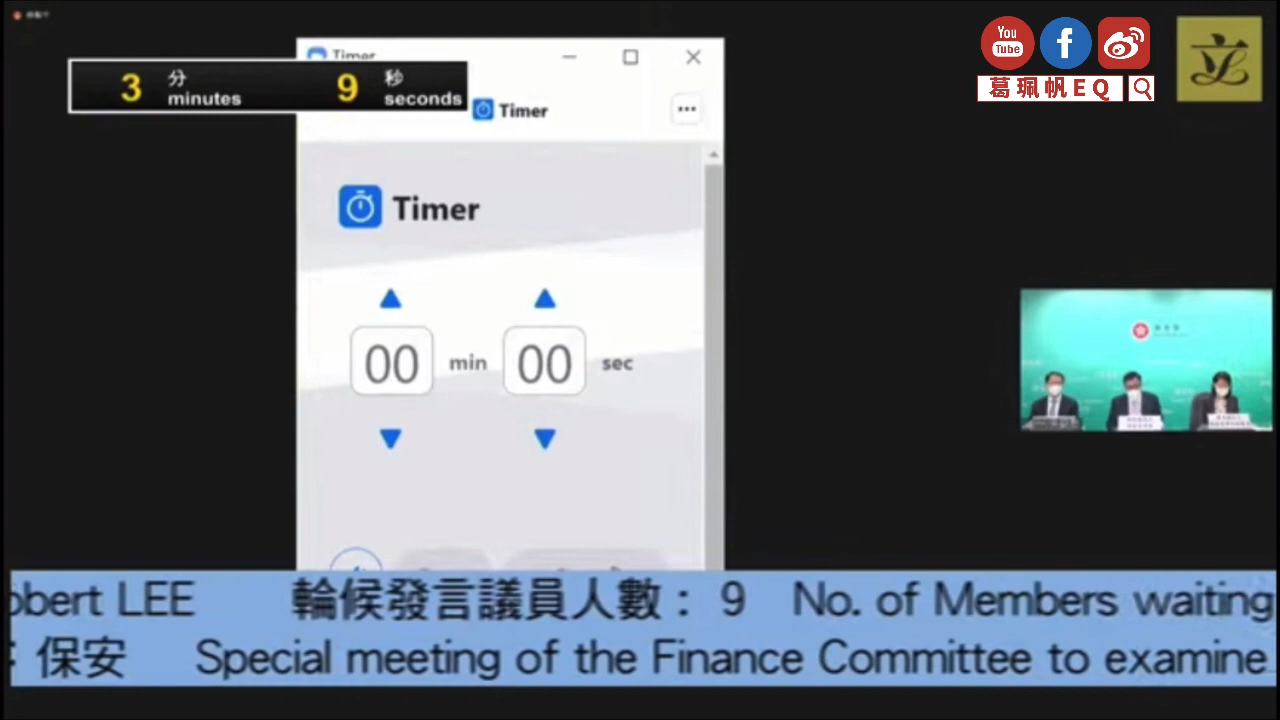 Timer
3 分 minutes 9 秒 seconds
Timer
You
Tube
葛珮帆EQ
立
Timer
00 min 00 sec
obert LEE 輪候發言議員人數： 9 No. of Members waiting
保安 Special meeting of the Finance Committee to examine